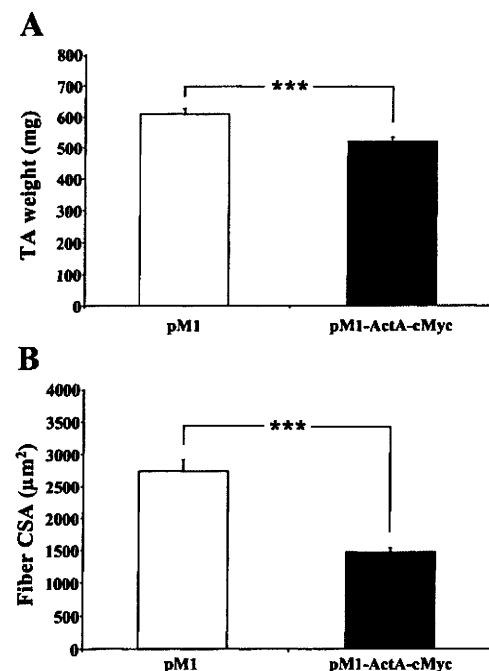 A
TA weight (mg)
800
700
600
500
400
300
200
100
0
***
pM1
pM1-ActA-cMyc
B
Fiber CSA (μm²)
4000
3500
3000
2500
2000
1500
1000
500
0
***
pM1
pM1-ActA-cMyc